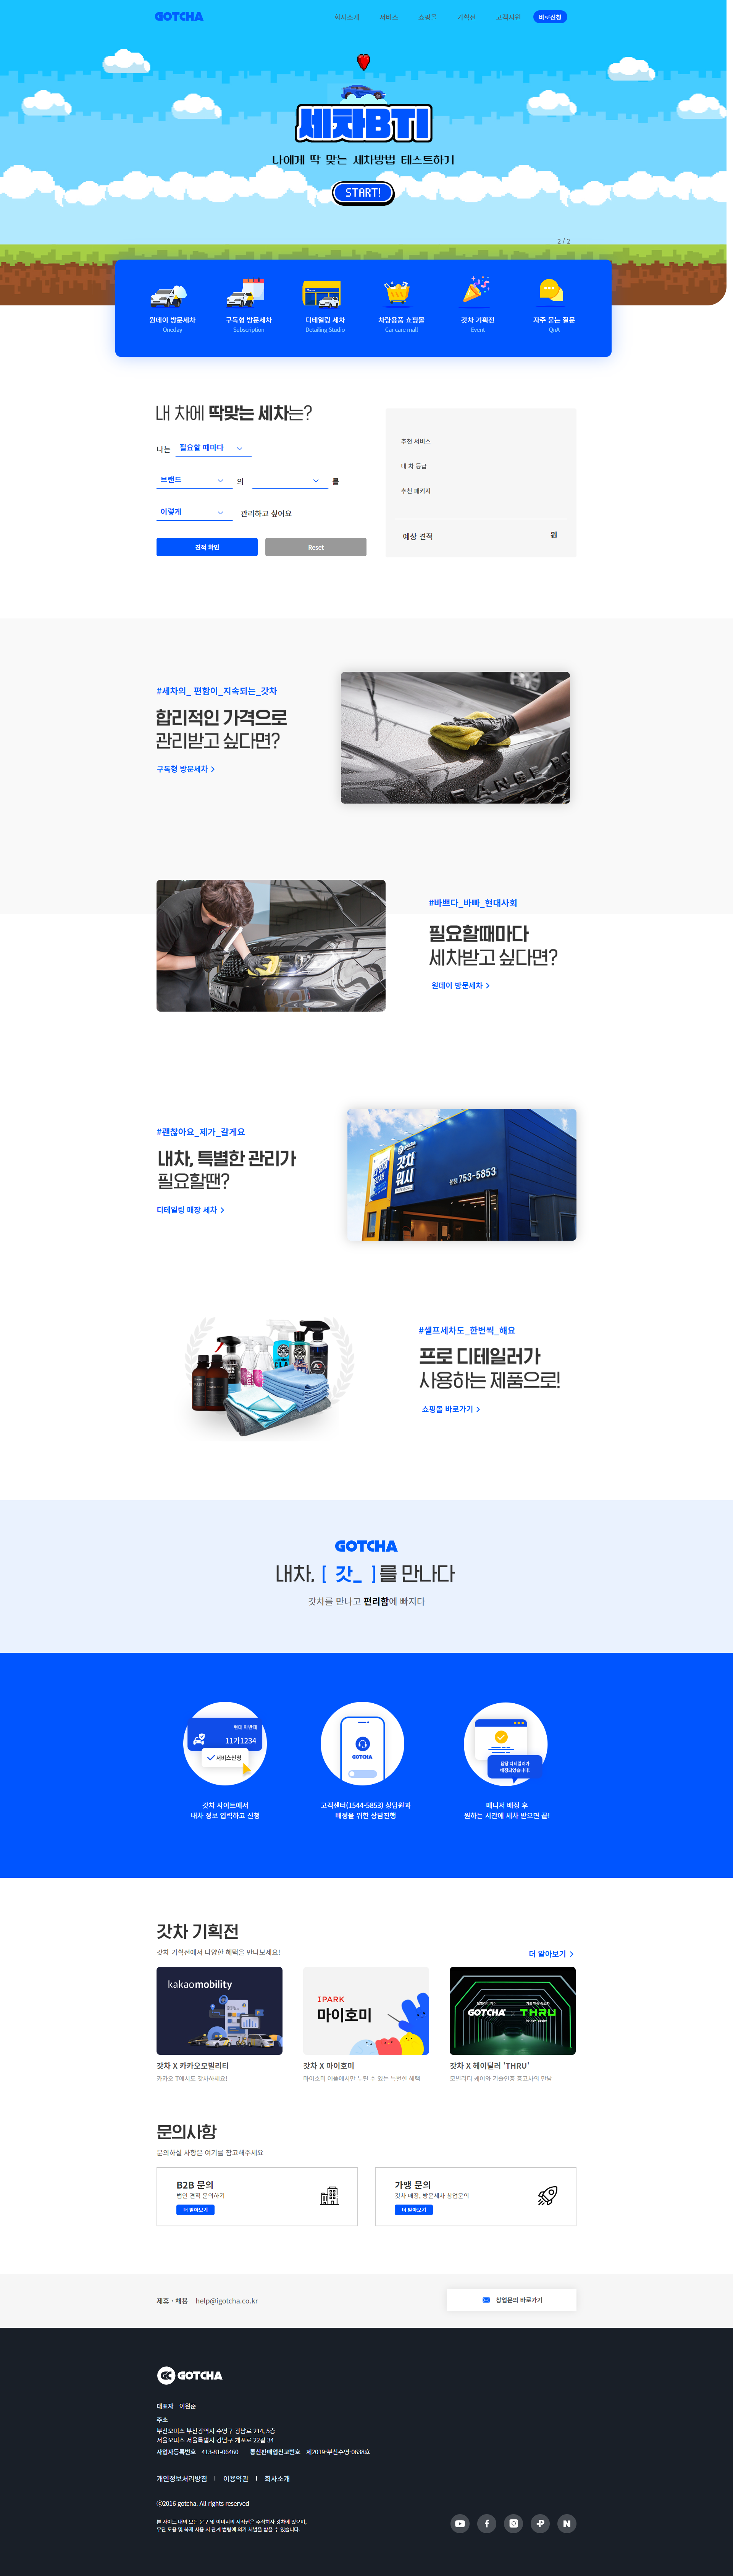 GOTCHA
회사소개 서비스 쇼핑몰 기획전 고객지원 바로신청
세차BTI
나에게 딱 맞는 세차방법 테스트하기
START!
2 / 2
원데이 방문세차 구독형 방문세차 디테일링 세차 차량용품 쇼핑몰 갓차 기획전 자주 묻는 질문
Oneday Subscription Detailing Studio Car care mall Event QnA
내 차에 딱맞는 세차는?
나는 필요할 때마다
브랜드 의 를
이렇게 관리하고 싶어요
견적 확인 Reset
추천 서비스
내 차 등급
추천 패키지
예상 견적 원
#세차의_ 편함이_지속되는_갓차
합리적인 가격으로
관리받고 싶다면?
구독형 방문세차
#바쁘다_바빠_현대사회
필요할때마다
세차받고 싶다면?
원데이 방문세차
#괜찮아요_제가_갈게요
내차, 특별한 관리가
필요할땐?
디테일링 매장 세차
갓차
워시
본점 753-5853
#셀프세차도_한번씩_해요
프로 디테일러가
사용하는 제품으로!
쇼핑몰 바로가기
GOTCHA
내차, [ 갓_ ]를 만나다
갓차를 만나고 편리함에 빠지다
현대 아반떼
11가1234
서비스신청
GOTCHA
담당 디테일러가
배정되었습니다!
갓차 사이트에서
내차 정보 입력하고 신청
고객센터(1544-5853) 상담원과
배정을 위한 상담진행
매니저 배정 후
원하는 시간에 세차 받으면 끝!
갓차 기획전
갓차 기획전에서 다양한 혜택을 만나보세요!
더 알아보기
kakaomobility
IPARK
마이호미
GOTCHA × THRU
갓차 X 카카오모빌리티
카카오 T에서도 갓차하세요!
갓차 X 마이호미
마이호미 어플에서만 누릴 수 있는 특별한 혜택
갓차 X 헤이딜러 'THRU'
모빌리티 케어와 기술인증 중고차의 만남
문의사항
문의하실 사항은 여기를 참고해주세요
B2B 문의
법인 견적 문의하기
더 알아보기
가맹 문의
갓차 매장, 방문세차 창업문의
더 알아보기
제휴 · 채용 help@igotcha.co.kr
창업문의 바로가기
GOTCHA
대표자 이원준
주소
부산오피스 부산광역시 수영구 광남로 214, 5층
서울오피스 서울특별시 강남구 개포로 22길 34
사업자등록번호 413-81-06460 통신판매업신고번호 제2019-부산수영-0638호
개인정보처리방침 이용약관 회사소개
ⓒ2016 gotcha. All rights reserved
본 사이트 내의 모든 문구 및 이미지의 저작권은 주식회사 갓차에 있으며,
무단 도용 및 복제 사용 시 관계 법령에 의거 처벌을 받을 수 있습니다.